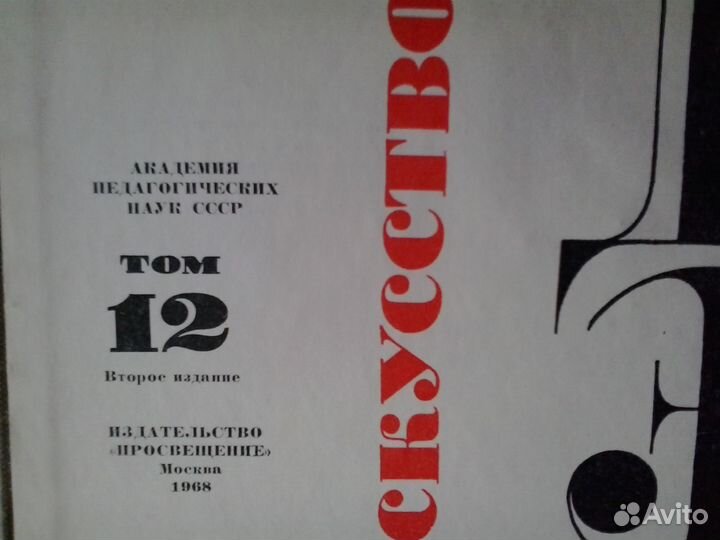 АКАДЕМИЯ
ПЕДАГОГИЧЕСКИХ
НАУК СССР
ТОМ
12
Второе издание
ИЗДАТЕЛЬСТВО
«ПРОСВЕЩЕНИЕ»
Москва
1968
СКУССТВО
Avito